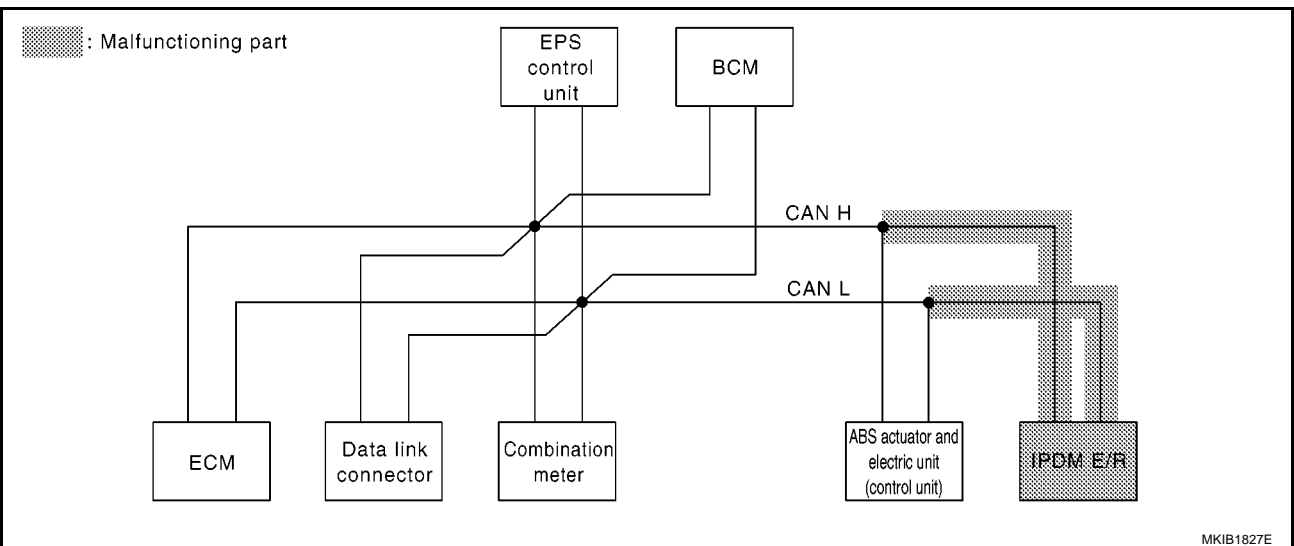 : Malfunctioning part
EPS
control
unit
BCM
CAN H
CAN L
ECM
Data link
connector
Combination
meter
ABS actuator and
electric unit
(control unit)
IPDM E/R
MKIB1827E